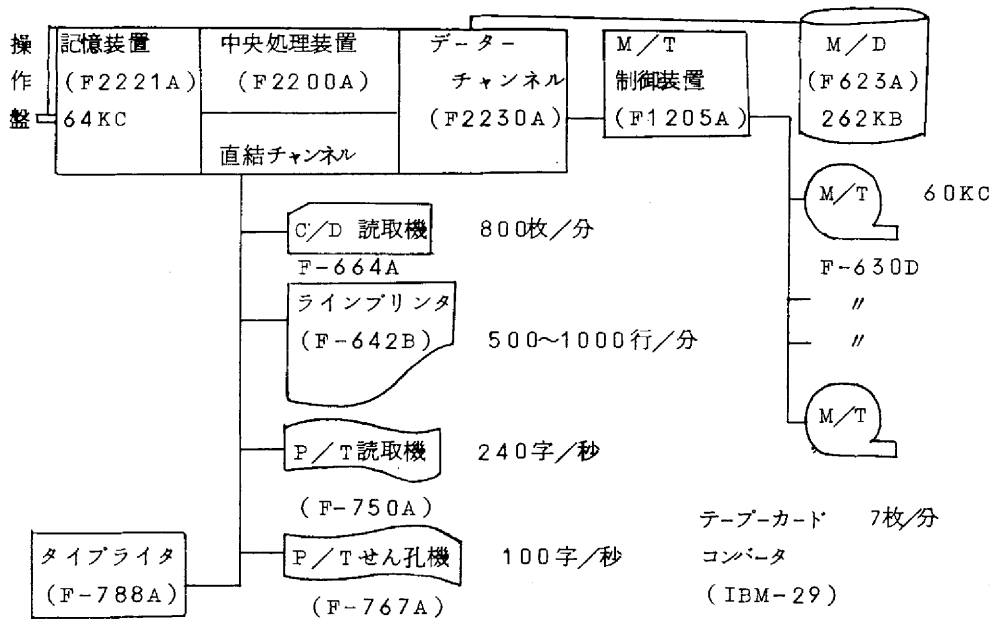 操作盤
記憶装置
(F2221A)
64KC
中央処理装置
(F2200A)
直結チャンネル
データー
チャンネル
(F2230A)
M/T
制御装置
(F1205A)
M/D
(F623A)
262KB
M/T 60KC
F-630D
〃
〃
M/T
C/D 読取機 800枚/分
F-664A
ラインプリンタ
(F-642B) 500~1000行/分
P/T読取機 240字/秒
(F-750A)
P/Tせん孔機 100字/秒
(F-767A)
タイプライタ
(F-788A)
テープーカード 7枚/分
コンバータ
(IBM-29)